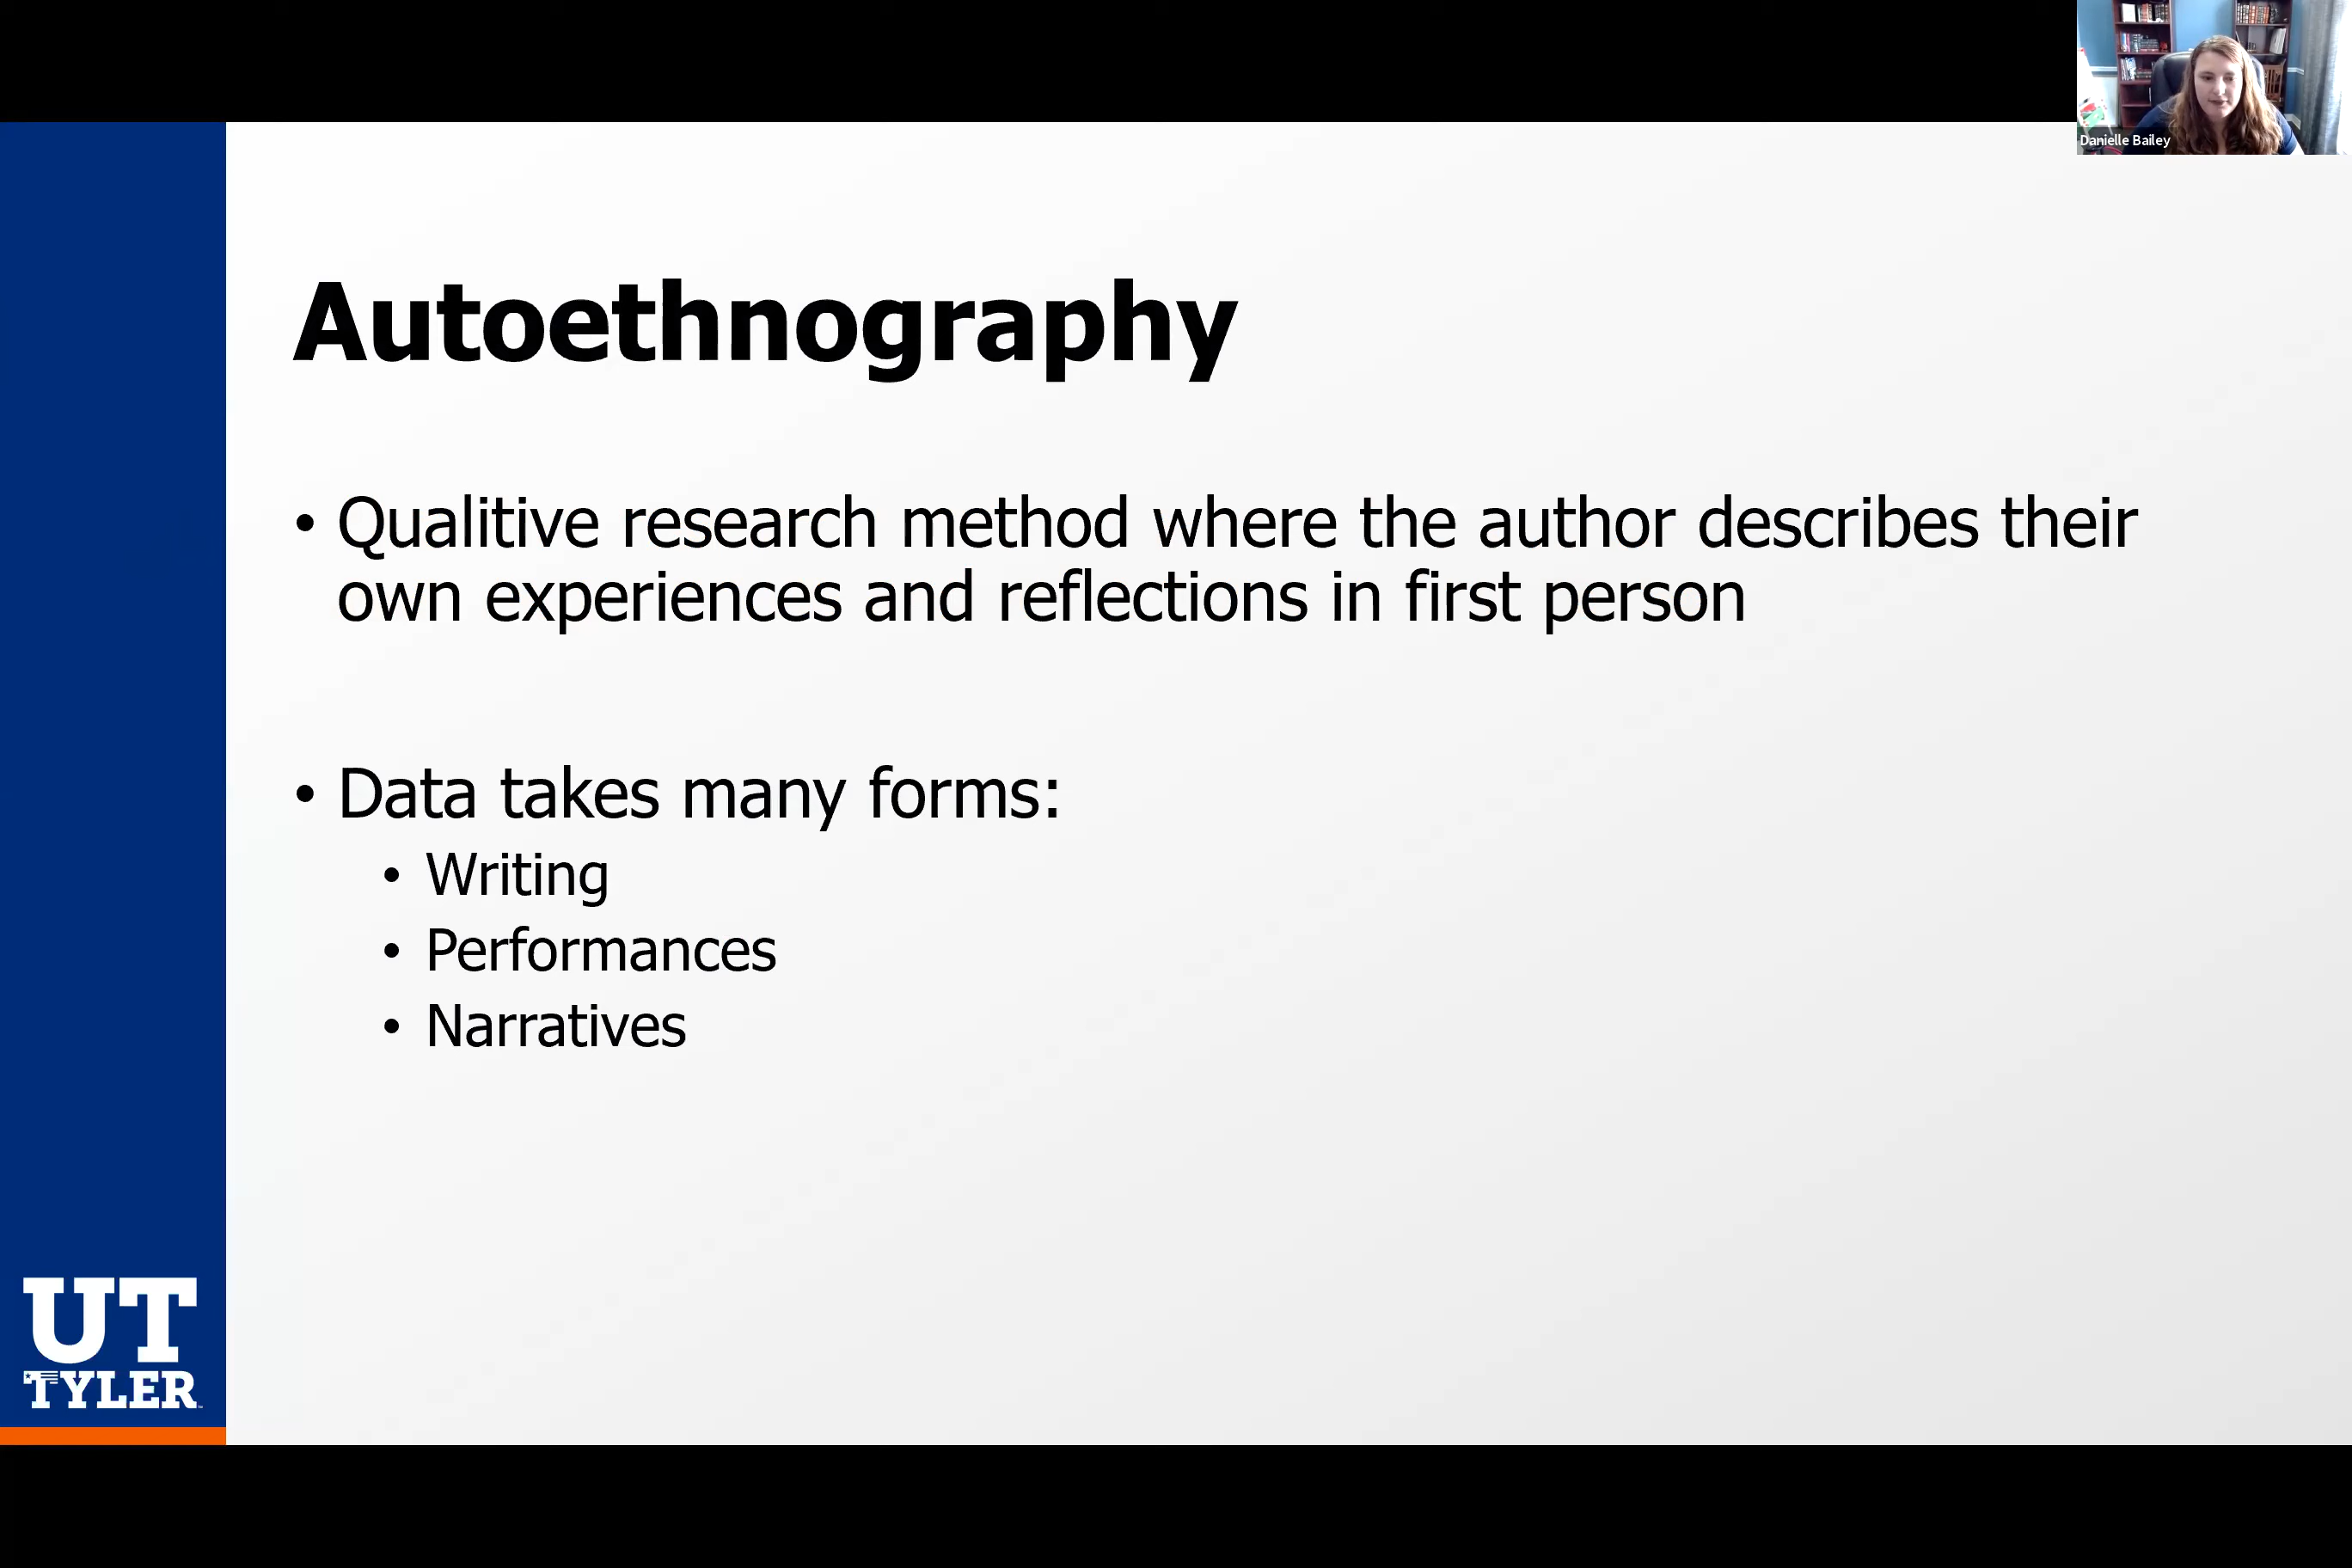 Danielle Bailey
Autoethnography
• Qualitive research method where the author describes their
own experiences and reflections in first person
• Data takes many forms:
• Writing
• Performances
• Narratives
UT
TYLER